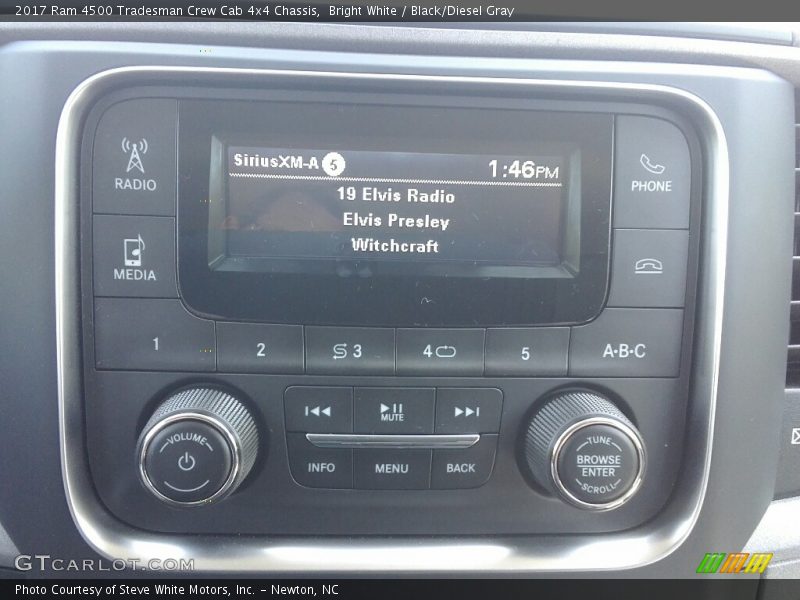 2017 Ram 4500 Tradesman Crew Cab 4x4 Chassis,  Bright White / Black/Diesel Gray
SiriusXM-A 5 1:46PM
19 Elvis Radio
Elvis Presley
Witchcraft
RADIO
PHONE
MEDIA
1 2 3 4 5 A•B•C
MUTE
INFO MENU BACK
VOLUME
TUNE
BROWSE
ENTER
SCROLL
GTCARLOT.COM
Photo Courtesy of Steve White Motors, Inc. – Newton, NC